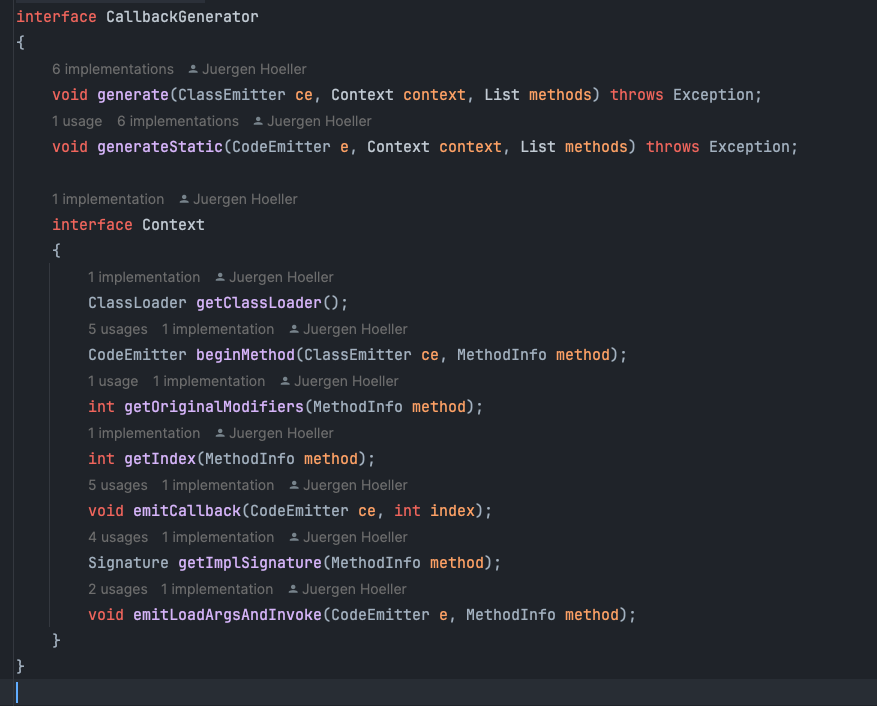 interface CallbackGenerator
{
6 implementations Juergen Hoeller
void generate(ClassEmitter ce, Context context, List methods) throws Exception;
1 usage 6 implementations Juergen Hoeller
void generateStatic(CodeEmitter e, Context context, List methods) throws Exception;
1 implementation Juergen Hoeller
interface Context
{
1 implementation Juergen Hoeller
ClassLoader getClassLoader();
5 usages 1 implementation Juergen Hoeller
CodeEmitter beginMethod(ClassEmitter ce, MethodInfo method);
1 usage 1 implementation Juergen Hoeller
int getOriginalModifiers(MethodInfo method);
1 implementation Juergen Hoeller
int getIndex(MethodInfo method);
5 usages 1 implementation Juergen Hoeller
void emitCallback(CodeEmitter ce, int index);
4 usages 1 implementation Juergen Hoeller
Signature getImplSignature(MethodInfo method);
2 usages 1 implementation Juergen Hoeller
void emitLoadArgsAndInvoke(CodeEmitter e, MethodInfo method);
}
}